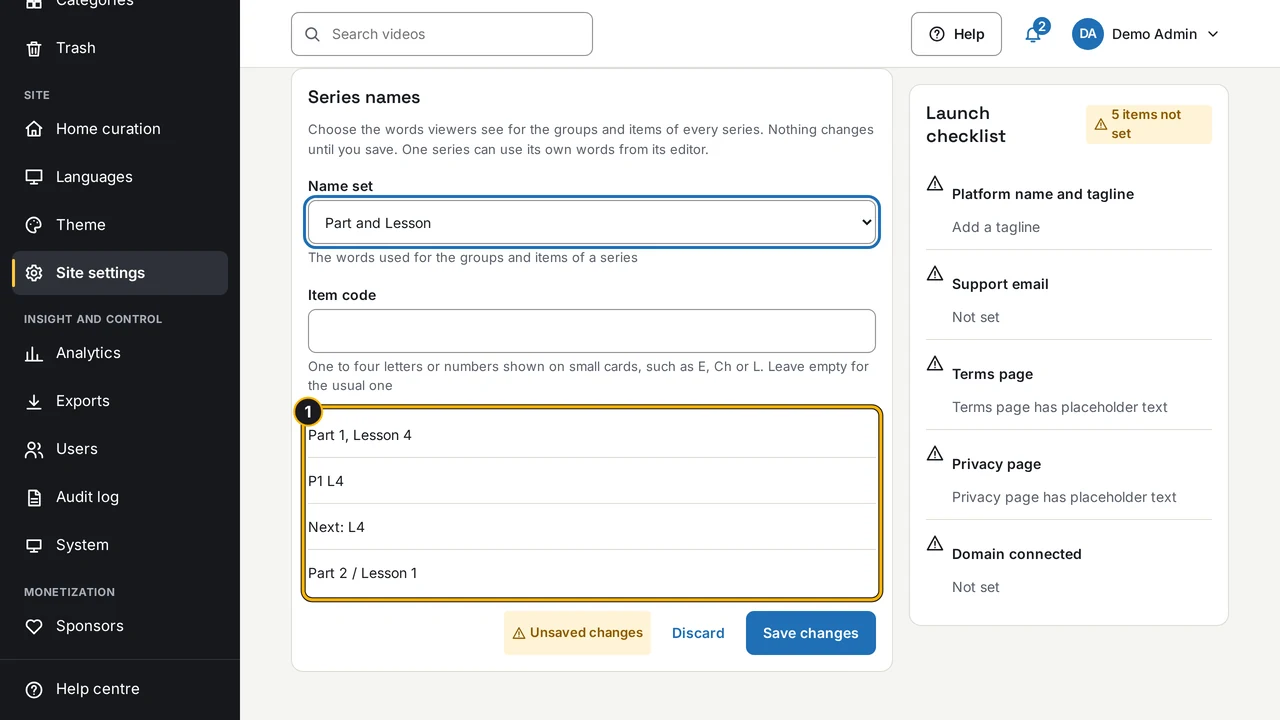 Categories
Trash
SITE
Home curation
Languages
Theme
Site settings
INSIGHT AND CONTROL
Analytics
Exports
Users
Audit log
System
MONETIZATION
Sponsors
Help centre
Search videos
Help
2
DA
Demo Admin
Series names
Choose the words viewers see for the groups and items of every series. Nothing changes
until you save. One series can use its own words from its editor.
Name set
Part and Lesson
The words used for the groups and items of a series
Item code
One to four letters or numbers shown on small cards, such as E, Ch or L. Leave empty for
the usual one
1
Part 1, Lesson 4
P1 L4
Next: L4
Part 2 / Lesson 1
Unsaved changes
Discard
Save changes
Launch
checklist
5 items not
set
Platform name and tagline
Add a tagline
Support email
Not set
Terms page
Terms page has placeholder text
Privacy page
Privacy page has placeholder text
Domain connected
Not set